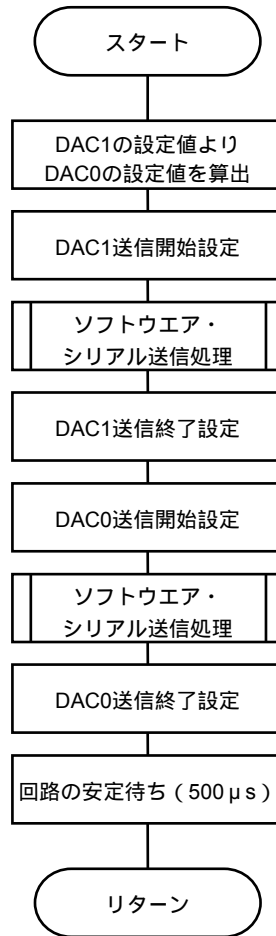 スタート
DAC1の設定値より
DAC0の設定値を算出
DAC1送信開始設定
ソフトウエア・
シリアル送信処理
DAC1送信終了設定
DAC0送信開始設定
ソフトウエア・
シリアル送信処理
DAC0送信終了設定
回路の安定待ち（500μs）
リターン